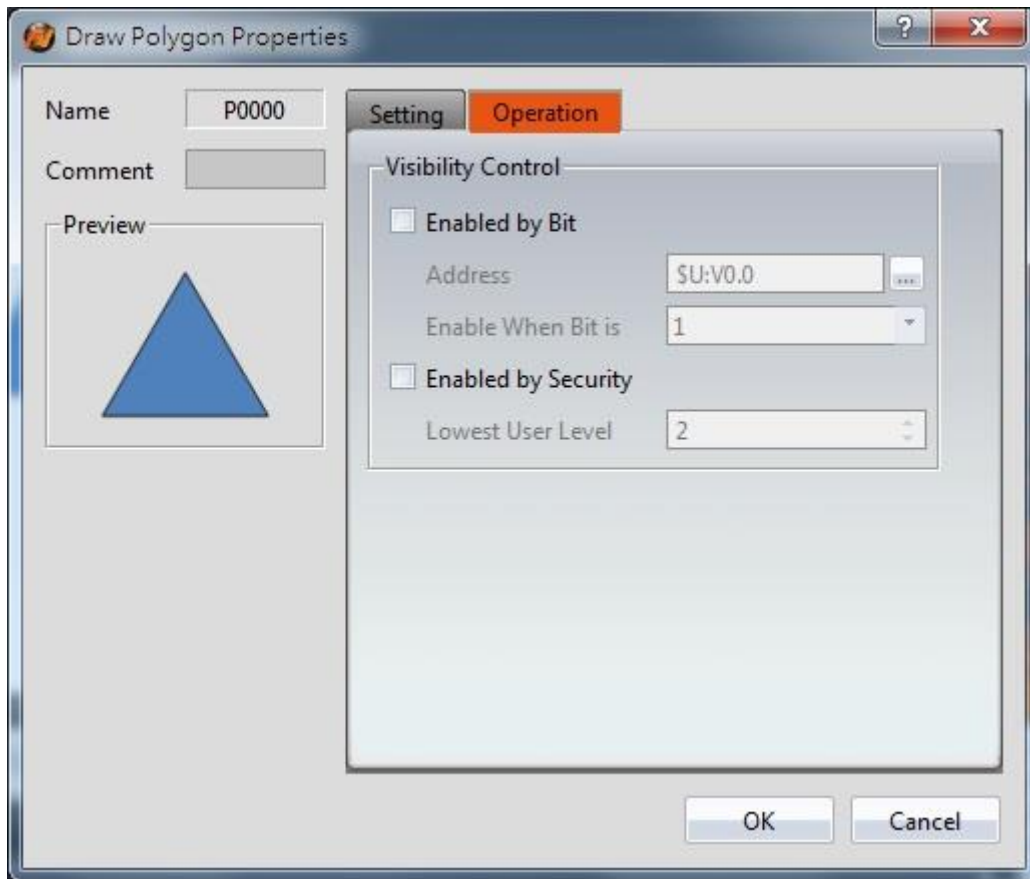 Draw Polygon Properties
?
X
Name
P0000
Comment
Preview
Setting
Operation
Visibility Control
Enabled by Bit
Address
$U:V0.0
...
Enable When Bit is
1
Enabled by Security
Lowest User Level
2
OK
Cancel